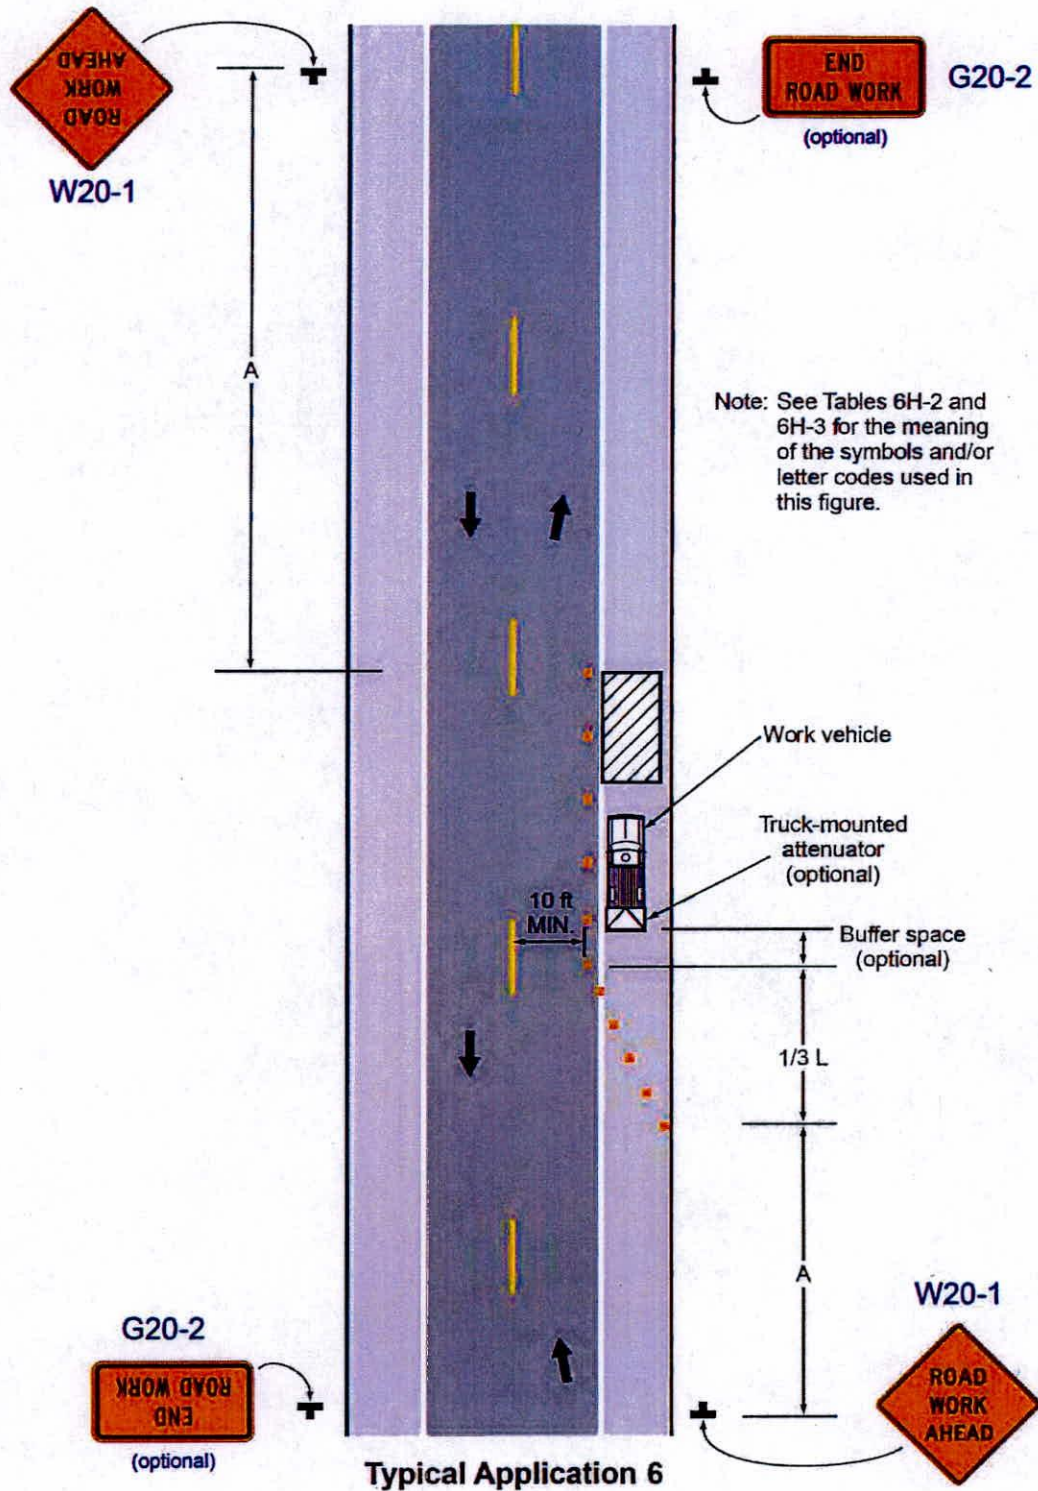 ROAD
WORK
AHEAD
W20-1
END
ROAD WORK
(optional)
G20-2
A
Note: See Tables 6H-2 and
6H-3 for the meaning
of the symbols and/or
letter codes used in
this figure.
Work vehicle
Truck-mounted
attenuator
(optional)
10 ft
MIN.
Buffer space
(optional)
1/3 L
A
G20-2
END
ROAD WORK
(optional)
W20-1
ROAD
WORK
AHEAD
Typical Application 6